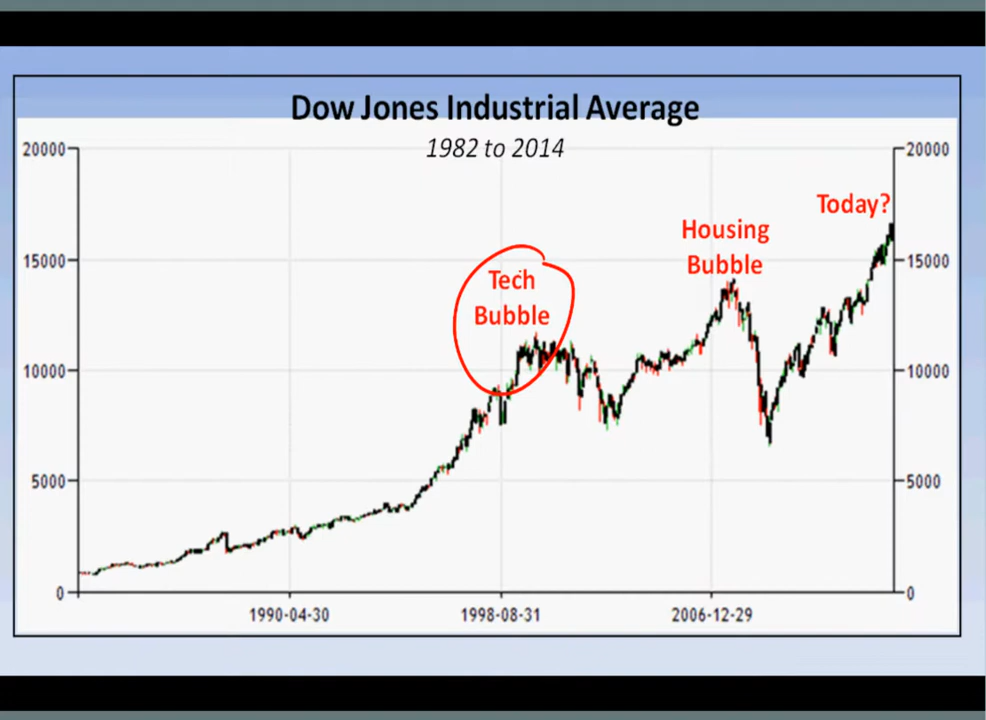 Dow Jones Industrial Average
1982 to 2014
20000
20000
Today?
Housing
Bubble
15000
15000
Tech
Bubble
10000
10000
5000
5000
0
0
1990-04-30
1998-08-31
2006-12-29